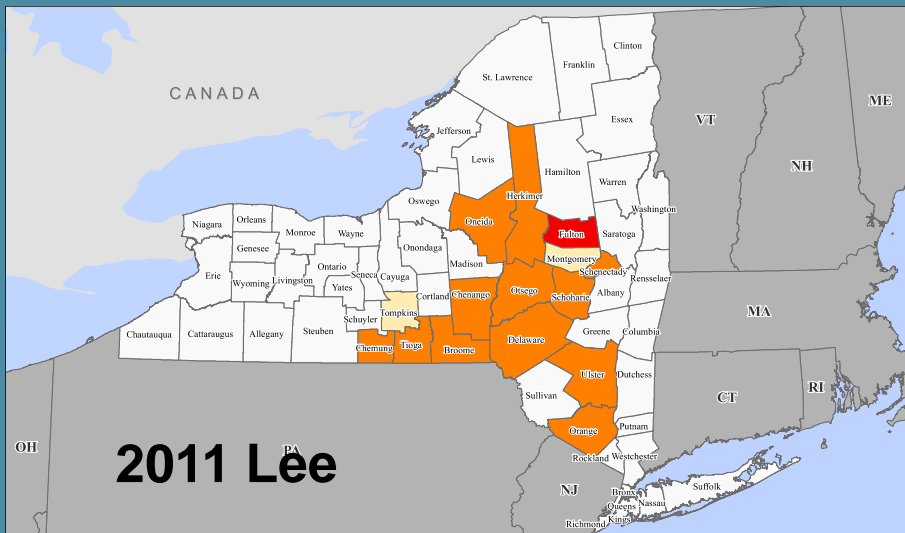 Clinton
Franklin
St. Lawrence
ME
CANADA
Essex
VT
Jefferson
Lewis
Hamilton
NH
Warren
Herkimer
Oswego
Washington
Oneida
Niagara
Orleans
Monroe
Wayne
Fulton
Saratoga
Onondaga
Genesee
Madison
Montgomery
Ontario
Seneca
Cayuga
Schenectady
Erie
Wyoming
Livingston
Yates
Cortland
Chenango
Otsego
Schoharie
Albany
Rensselaer
Tompkins
Schuyler
MA
Chautauqua
Cattaraugus
Allegany
Steuben
Greene
Columbia
Chemung
Tioga
Broome
Delaware
Ulster
Dutchess
Sullivan
CT
RI
Orange
Putnam
OH
PA
2011 Lee
Rockland
Westchester
NJ
Bronx
Suffolk
Queens
Nassau
Richmond
Kings